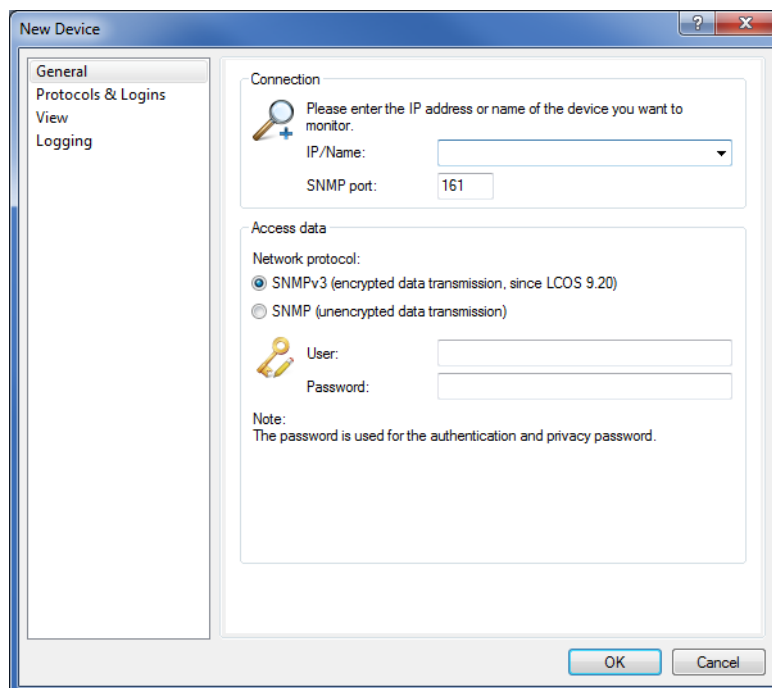 New Device
?
General
Protocols & Logins
View
Logging
Connection
Please enter the IP address or name of the device you want to
monitor.
IP/Name:
SNMP port: 161
Access data
Network protocol:
SNMPv3 (encrypted data transmission, since LCOS 9.20)
SNMP (unencrypted data transmission)
User:
Password:
Note:
The password is used for the authentication and privacy password.
OK Cancel